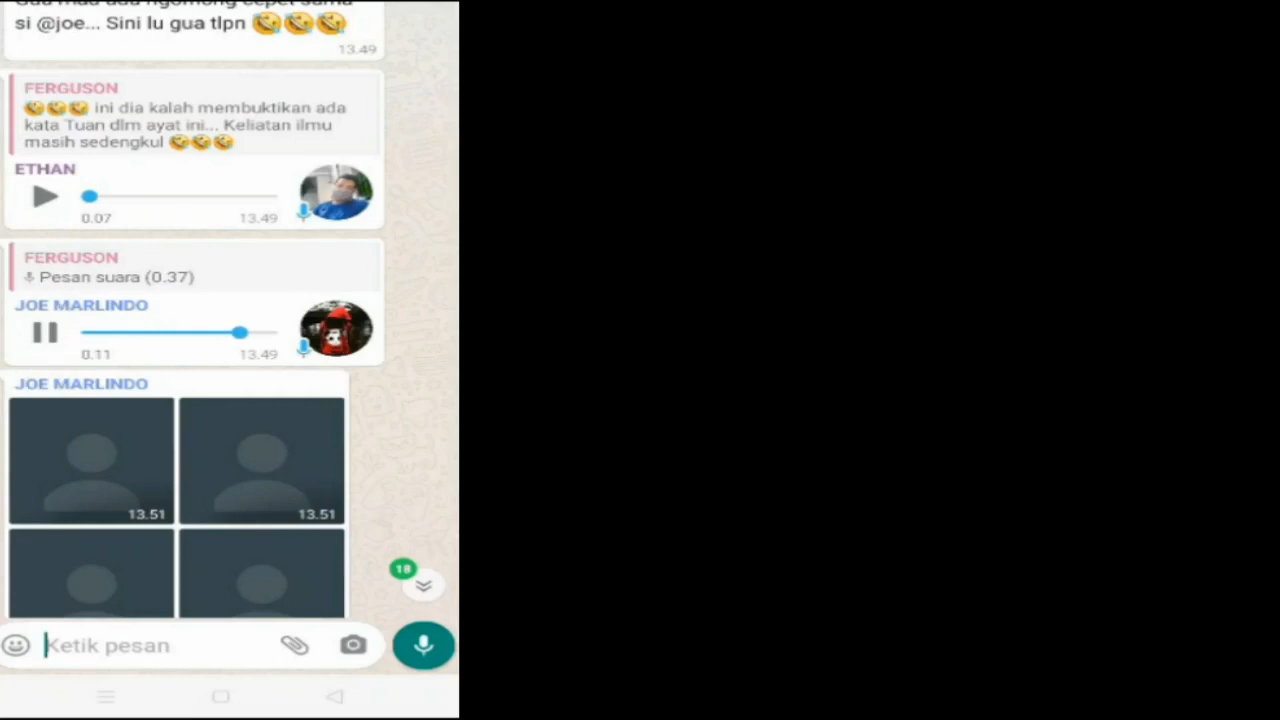 si @joe... Sini lu gua tlpn 🤣🤣🤣
13.49
FERGUSON
🤣🤣🤣 ini dia kalah membuktikan ada
kata Tuan dlm ayat ini... Keliatan ilmu
masih sedengkul 🤣🤣🤣
ETHAN
0.07 13.49
FERGUSON
Pesan suara (0.37)
JOE MARLINDO
0.11 13.49
JOE MARLINDO
13.51 13.51
18
Ketik pesan